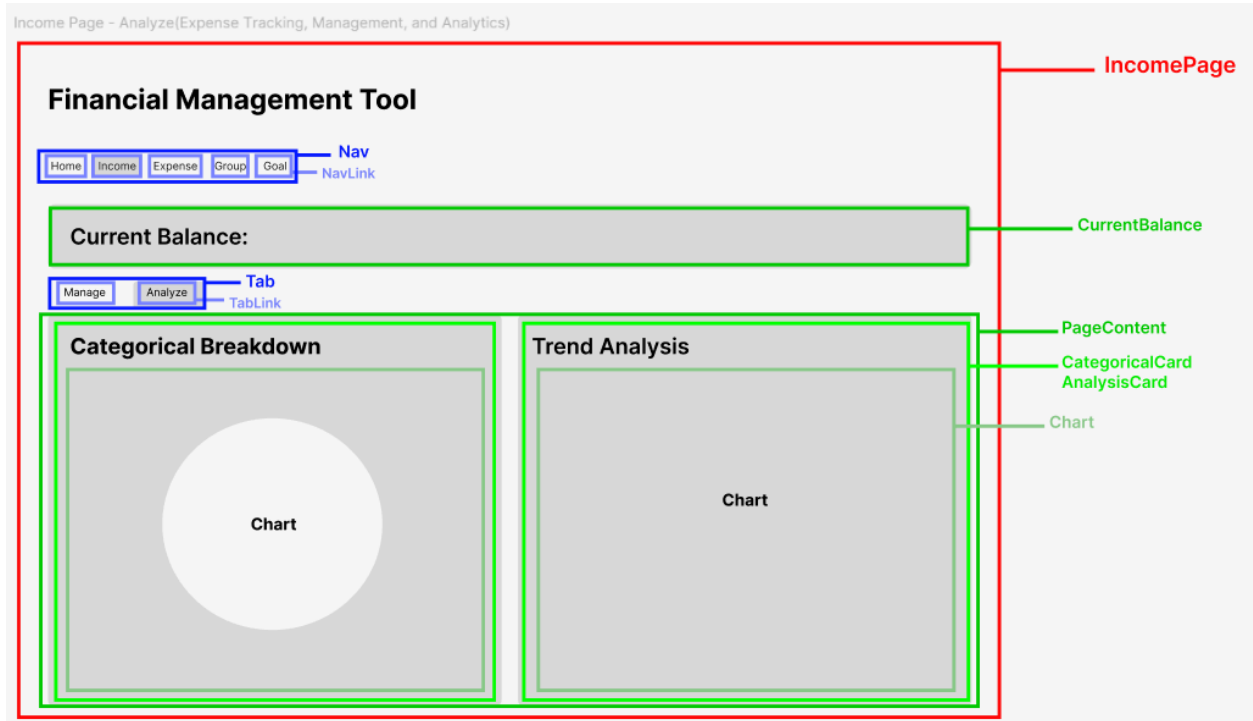 Income Page - Analyze(Expense Tracking, Management, and Analytics)
IncomePage
Financial Management Tool
Nav
Home Income Expense Group Goal
NavLink
CurrentBalance
Current Balance:
Tab
Manage Analyze
TabLink
PageContent
Categorical Breakdown Trend Analysis
CategoricalCard
AnalysisCard
Chart
Chart
Chart